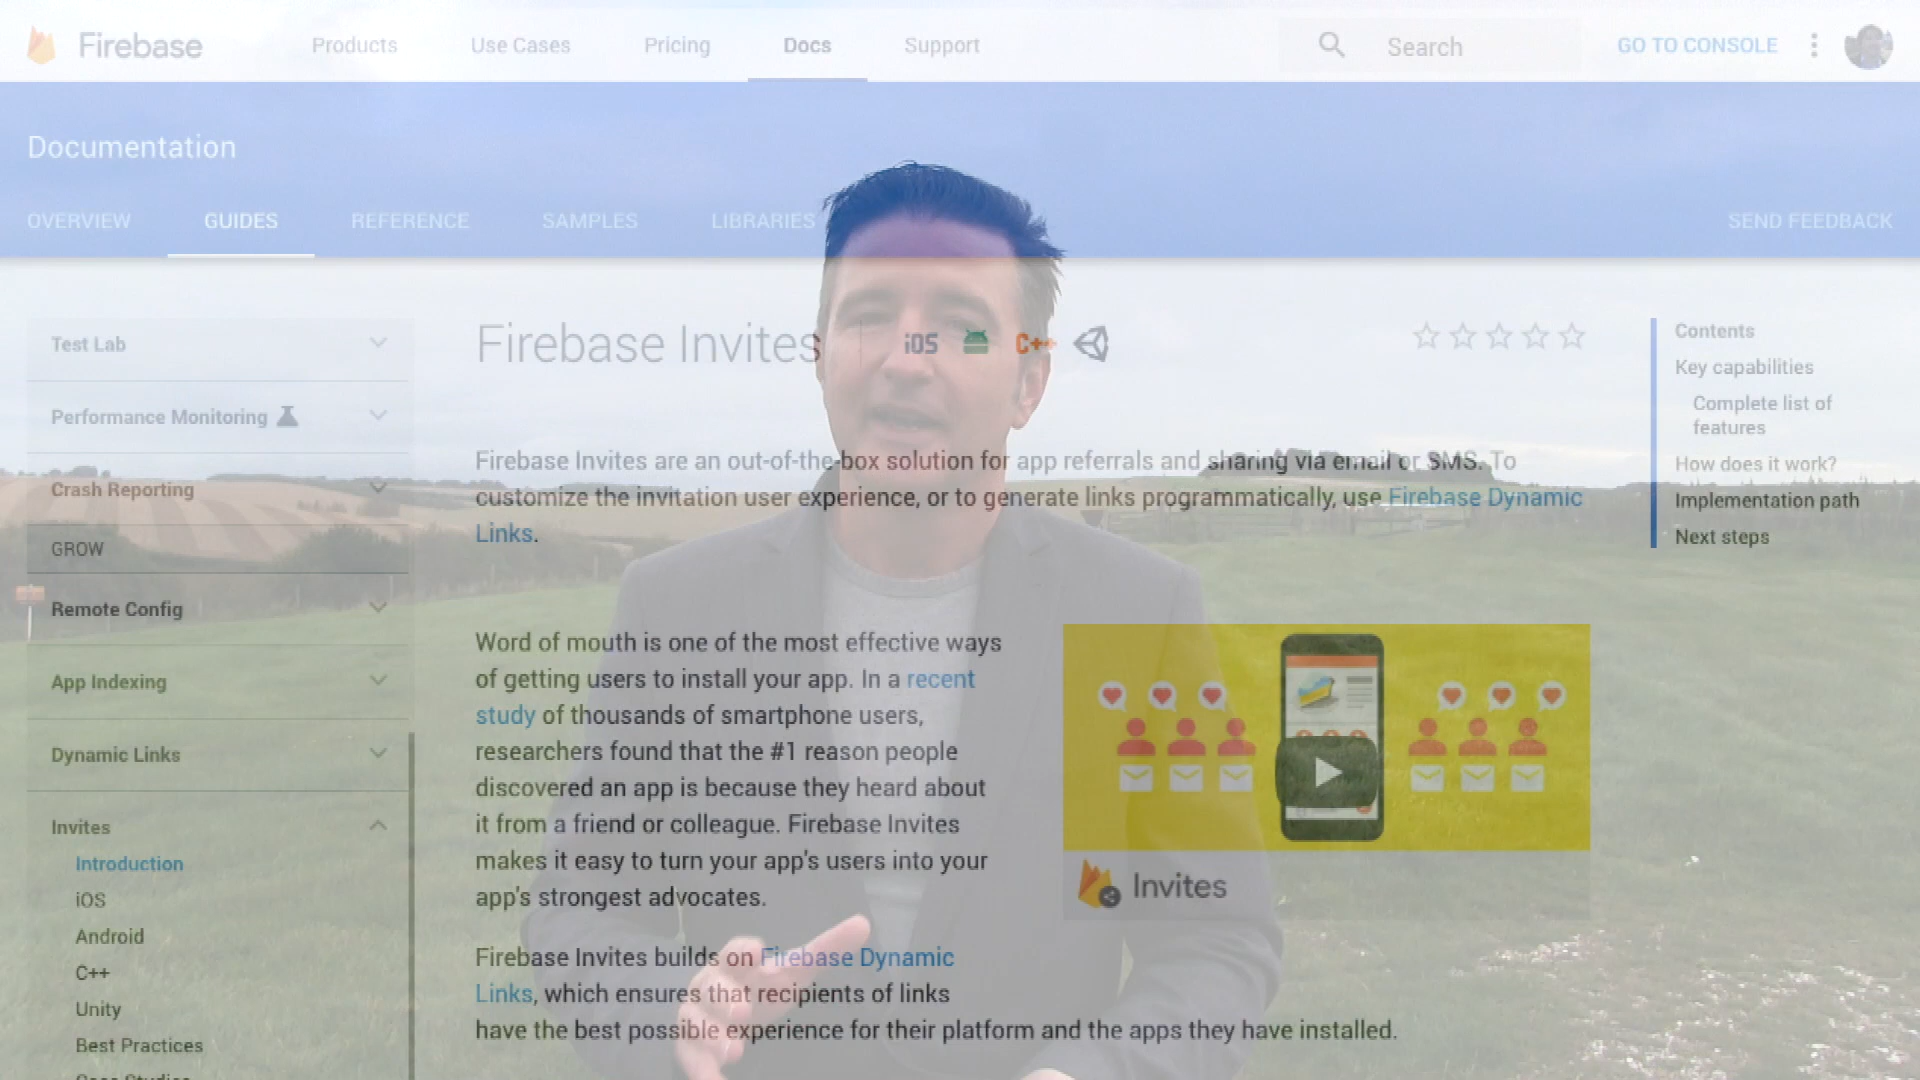 Firebase
Products
Use Cases
Pricing
Docs
Support
Search
GO TO CONSOLE
Documentation
OVERVIEW
GUIDES
REFERENCE
SAMPLES
LIBRARIES
SEND FEEDBACK
Test Lab
Performance Monitoring
Crash Reporting
GROW
Remote Config
App Indexing
Dynamic Links
Invites
Introduction
iOS
Android
C++
Unity
Best Practices
Case Studies
Firebase Invites
iOS
C++
Firebase Invites are an out-of-the-box solution for app referrals and sharing via email or SMS. To
customize the invitation user experience, or to generate links programmatically, use Firebase Dynamic
Links.
Word of mouth is one of the most effective ways
of getting users to install your app. In a recent
study of thousands of smartphone users,
researchers found that the #1 reason people
discovered an app is because they heard about
it from a friend or colleague. Firebase Invites
makes it easy to turn your app's users into your
app's strongest advocates.
Invites
Firebase Invites builds on Firebase Dynamic
Links, which ensures that recipients of links
have the best possible experience for their platform and the apps they have installed.
Contents
Key capabilities
Complete list of
features
How does it work?
Implementation path
Next steps